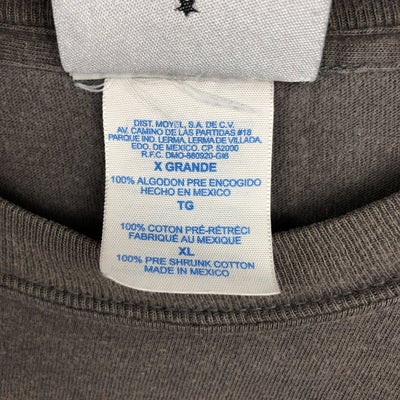 DIST. MOYEL, S.A. DE C.V.
AV. CAMINO DE LAS PARTIDAS #18
PARQUE IND. LERMA, LERMA DE VILLADA,
EDO. DE MEXICO. CP. 52000
R.F.C. DMO-880920-GI6
X GRANDE
100% ALGODON PRE ENCOGIDO
HECHO EN MEXICO
TG
100% COTON PRÉ-RÉTRÉCI
FABRIQUÉ AU MEXIQUE
XL
100% PRE SHRUNK COTTON
MADE IN MEXICO